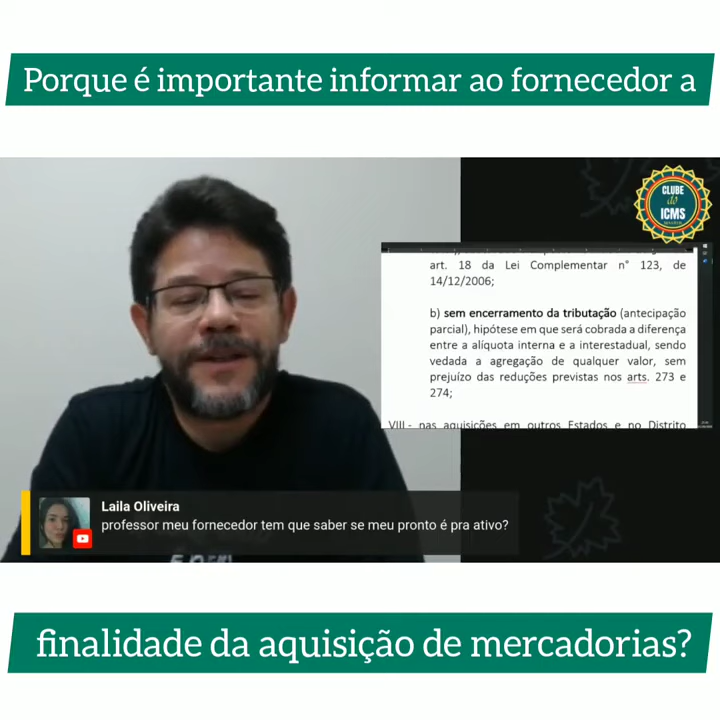 Porque é importante informar ao fornecedor a
CLUBE
do
ICMS
art. 18 da Lei Complementar n° 123, de
14/12/2006;
b) sem encerramento da tributação (antecipação
parcial), hipótese em que será cobrada a diferença
entre a alíquota interna e a interestadual, sendo
vedada a agregação de qualquer valor, sem
prejuízo das reduções previstas nos arts. 273 e
274;
VIII - nas aquisições em outros Estados e no Distrito
Laila Oliveira
professor meu fornecedor tem que saber se meu pronto é pra ativo?
finalidade da aquisição de mercadorias?